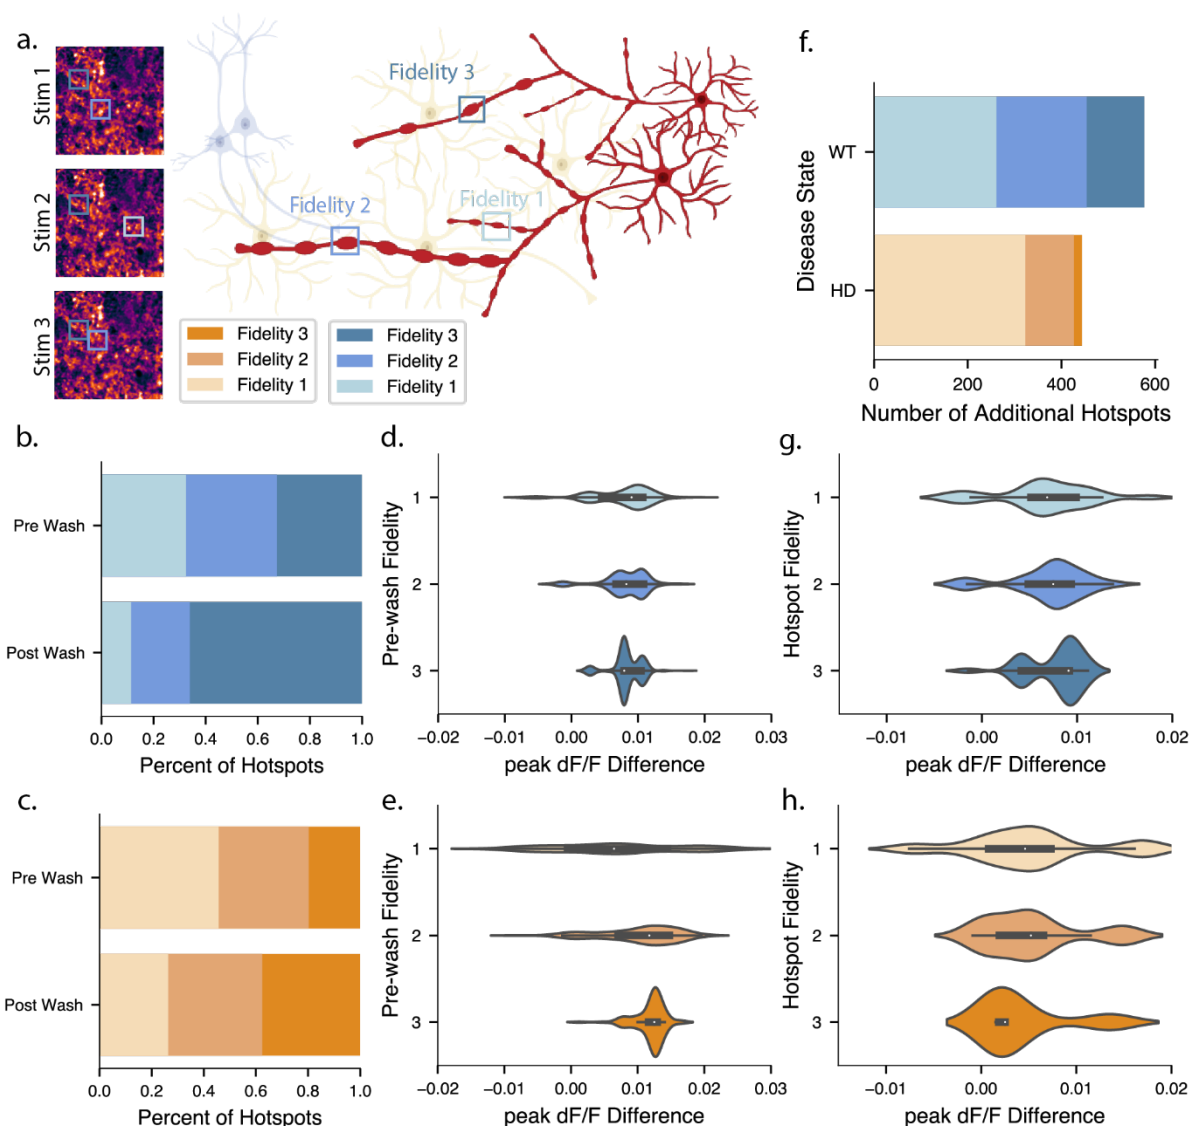 a.
Stim 1
Stim 2
Stim 3
Fidelity 3
Fidelity 2
Fidelity 1
Fidelity 3
Fidelity 2
Fidelity 1
Fidelity 3
Fidelity 2
Fidelity 1
f.
Disease State
WT
HD
0 200 400 600
Number of Additional Hotspots
b.
Pre Wash
Post Wash
0.0 0.2 0.4 0.6 0.8 1.0
Percent of Hotspots
d.
Pre-wash Fidelity
1
2
3
−0.02 −0.01 0.00 0.01 0.02 0.03
peak dF/F Difference
g.
Hotspot Fidelity
1
2
3
−0.01 0.00 0.01 0.02
peak dF/F Difference
c.
Pre Wash
Post Wash
0.0 0.2 0.4 0.6 0.8 1.0
Percent of Hotspots
e.
Pre-wash Fidelity
1
2
3
−0.02 −0.01 0.00 0.01 0.02 0.03
peak dF/F Difference
h.
Hotspot Fidelity
1
2
3
−0.01 0.00 0.01 0.02
peak dF/F Difference